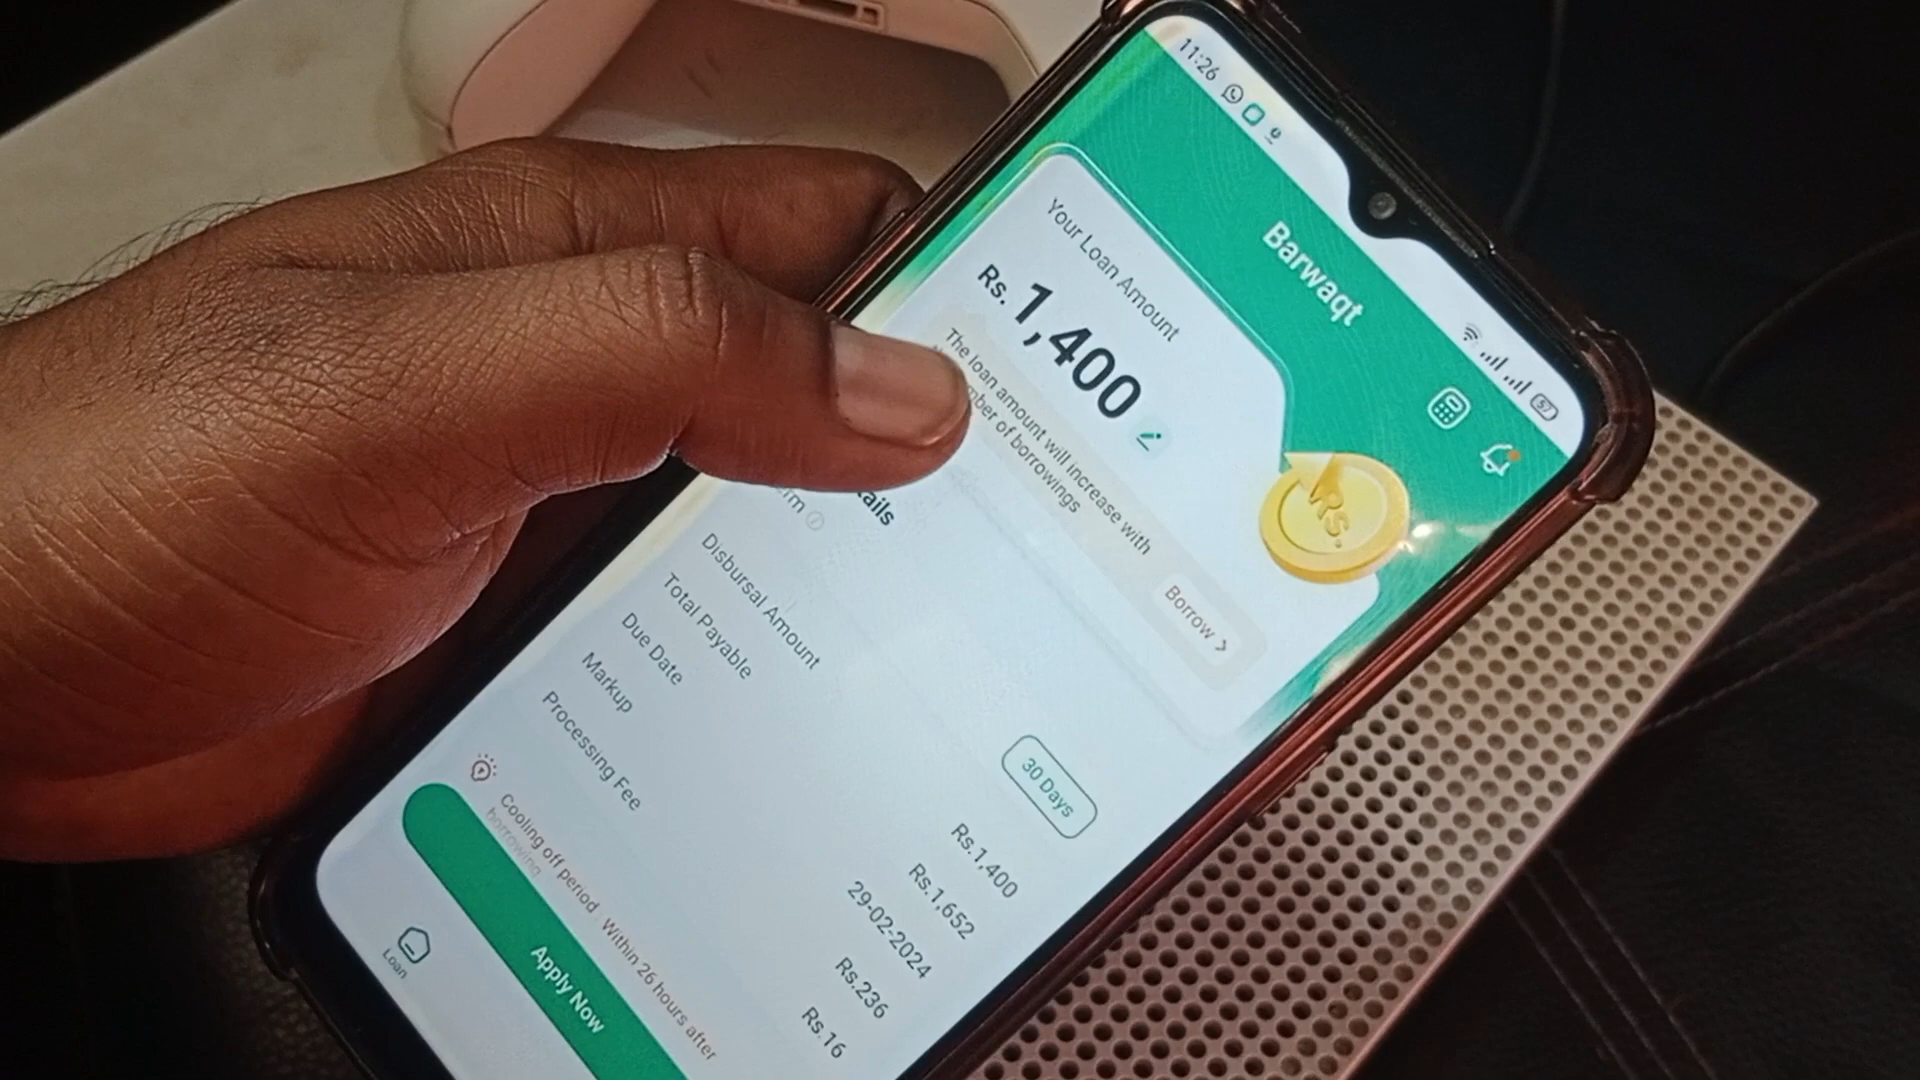 11:26
57
Barwaqt
Your Loan Amount
Rs. 1,400
Rs.
The loan amount will increase with
of borrowings
Borrow >
30 Days
Disbursal Amount
Rs.1,400
Total Payable
Rs.1,652
Due Date
29-02-2024
Markup
Rs.236
Processing Fee
Rs.16
Cooling off period : Within 26 hours after
borrowing
Apply Now
Loan